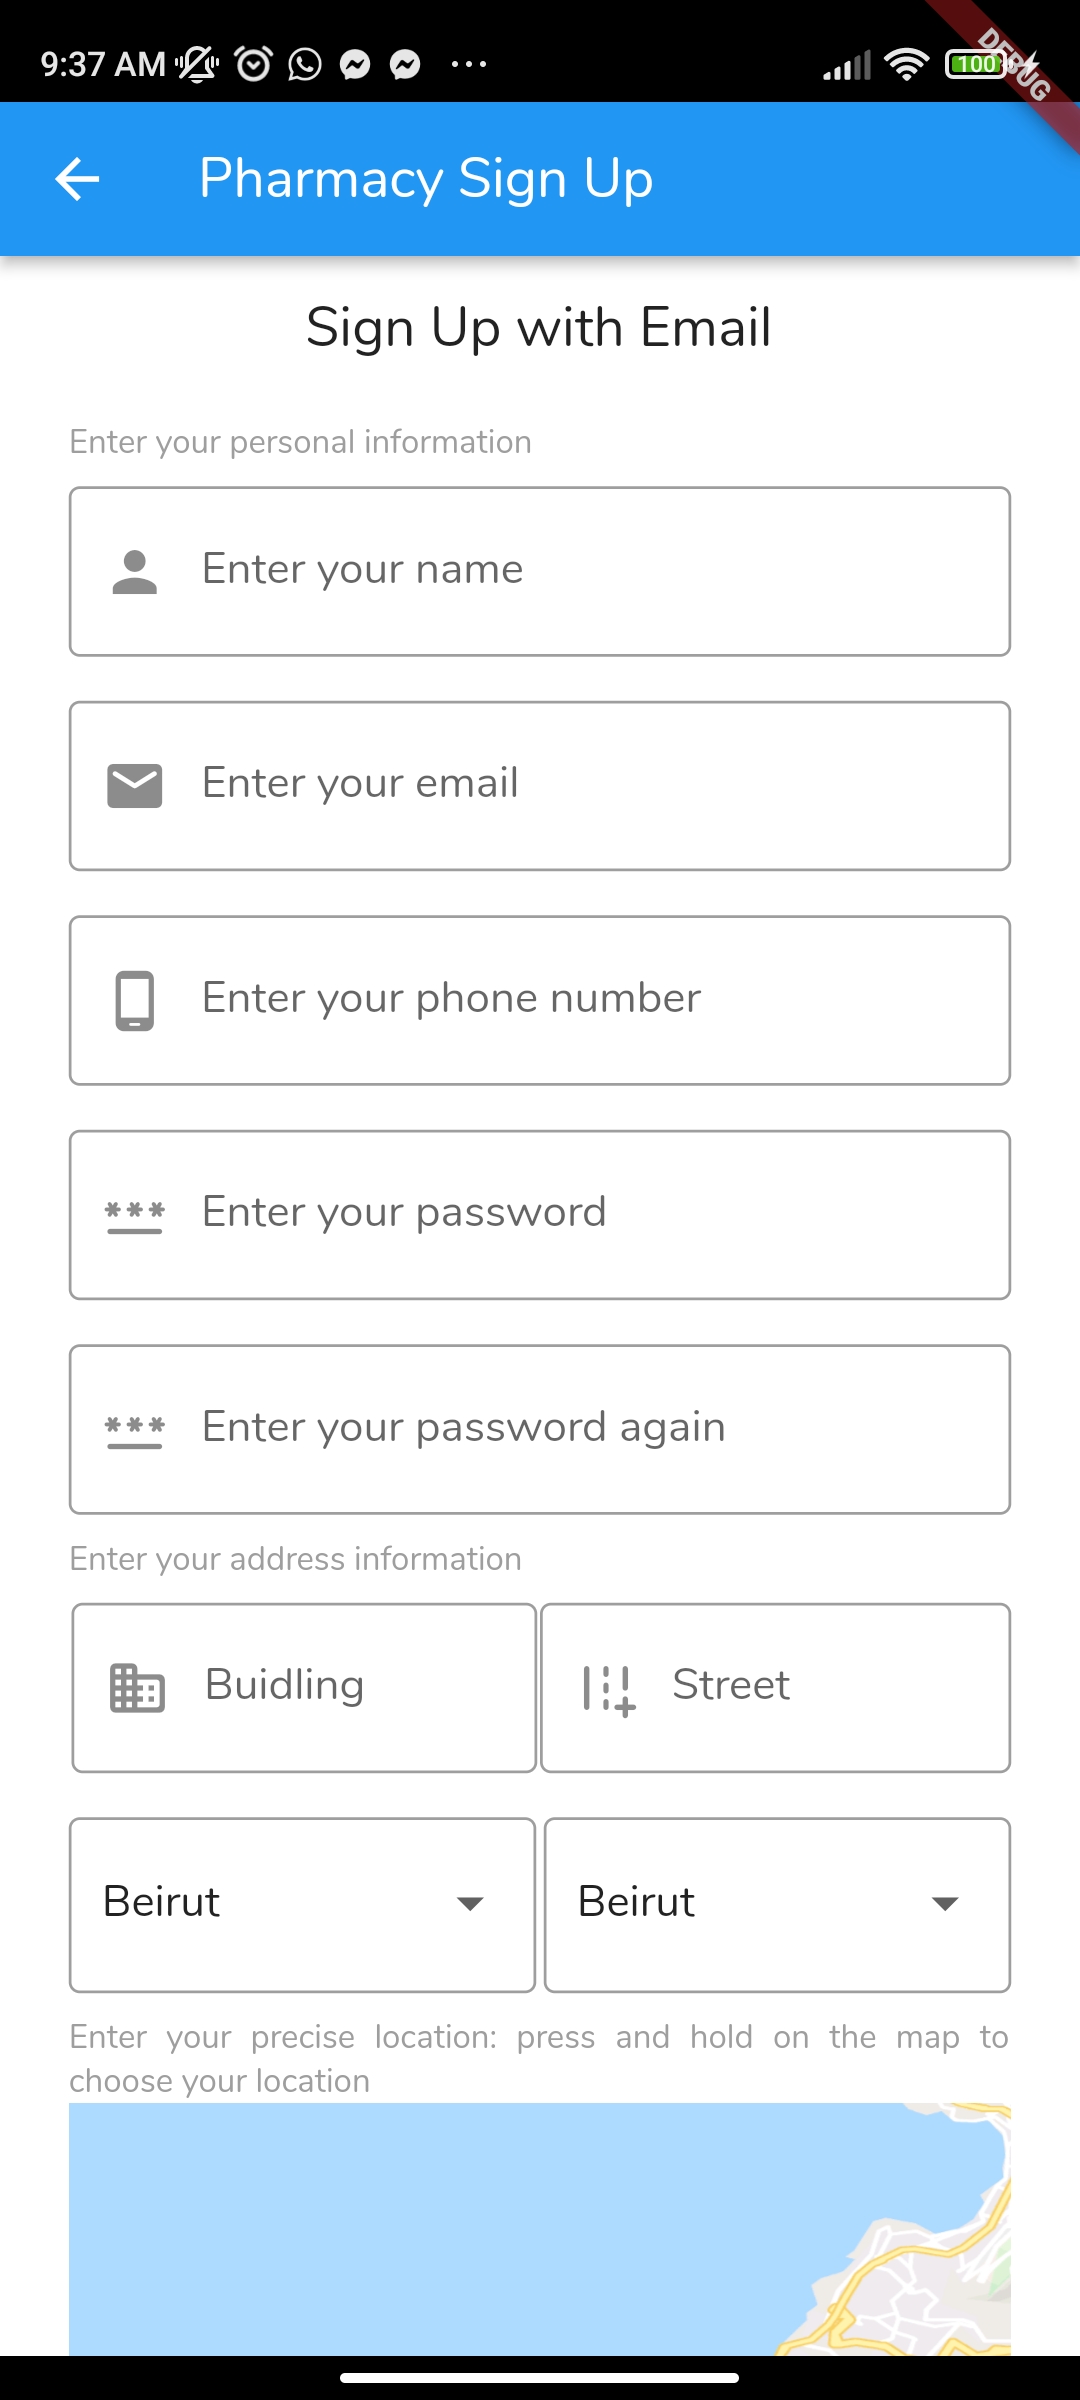 9:37 AM
100
DEBUG
Pharmacy Sign Up
Sign Up with Email
Enter your personal information
Enter your name
Enter your email
Enter your phone number
*** Enter your password
*** Enter your password again
Enter your address information
Buidling
Street
Beirut
Beirut
Enter your precise location: press and hold on the map to
choose your location